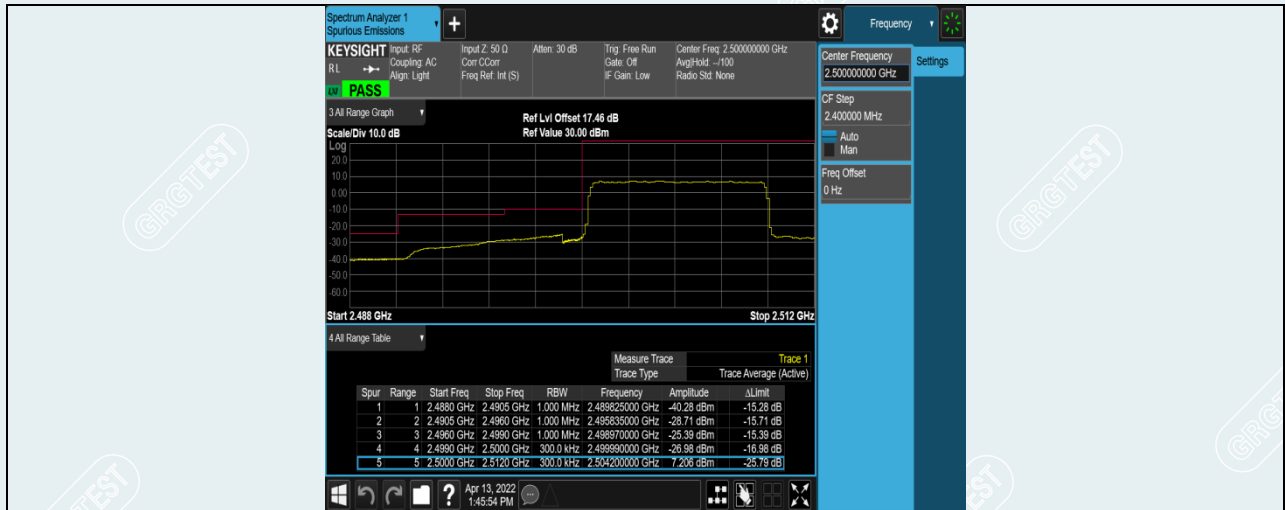 Spectrum Analyzer 1
Spurious Emissions
+
Frequency
KEYSIGHT Input: RF Input Z: 50 Ω Atten: 30 dB Trig: Free Run Center Freq: 2.500000000 GHz
Coupling: AC Corr CCorr Gate: Off Avg|Hold: --/100
RL Align: Light Freq Ref: Int (S) IF Gain: Low Radio Std: None
LXI PASS
Center Frequency Settings
2.500000000 GHz
CF Step
2.400000 MHz
Auto
Man
Freq Offset
0 Hz
3 All Range Graph Ref Lvl Offset 17.46 dB
Scale/Div 10.0 dB Ref Value 30.00 dBm
Log
20.0
10.0
0.00
-10.0
-20.0
-30.0
-40.0
-50.0
-60.0
Start 2.488 GHz Stop 2.512 GHz
4 All Range Table
Measure Trace Trace 1
Trace Type Trace Average (Active)
Spur Range Start Freq Stop Freq RBW Frequency Amplitude ΔLimit
1 1 2.4880 GHz 2.4905 GHz 1.000 MHz 2.489825000 GHz -40.28 dBm -15.28 dB
2 2 2.4905 GHz 2.4960 GHz 1.000 MHz 2.495835000 GHz -28.71 dBm -15.71 dB
3 3 2.4960 GHz 2.4990 GHz 1.000 MHz 2.498970000 GHz -25.39 dBm -15.39 dB
4 4 2.4990 GHz 2.5000 GHz 300.0 kHz 2.499990000 GHz -26.98 dBm -16.98 dB
5 5 2.5000 GHz 2.5120 GHz 300.0 kHz 2.504200000 GHz 7.206 dBm -25.79 dB
? Apr 13, 2022
1:45:54 PM
GRGTEST
GRGTEST
GRGTEST
GRGTEST
GRGTEST